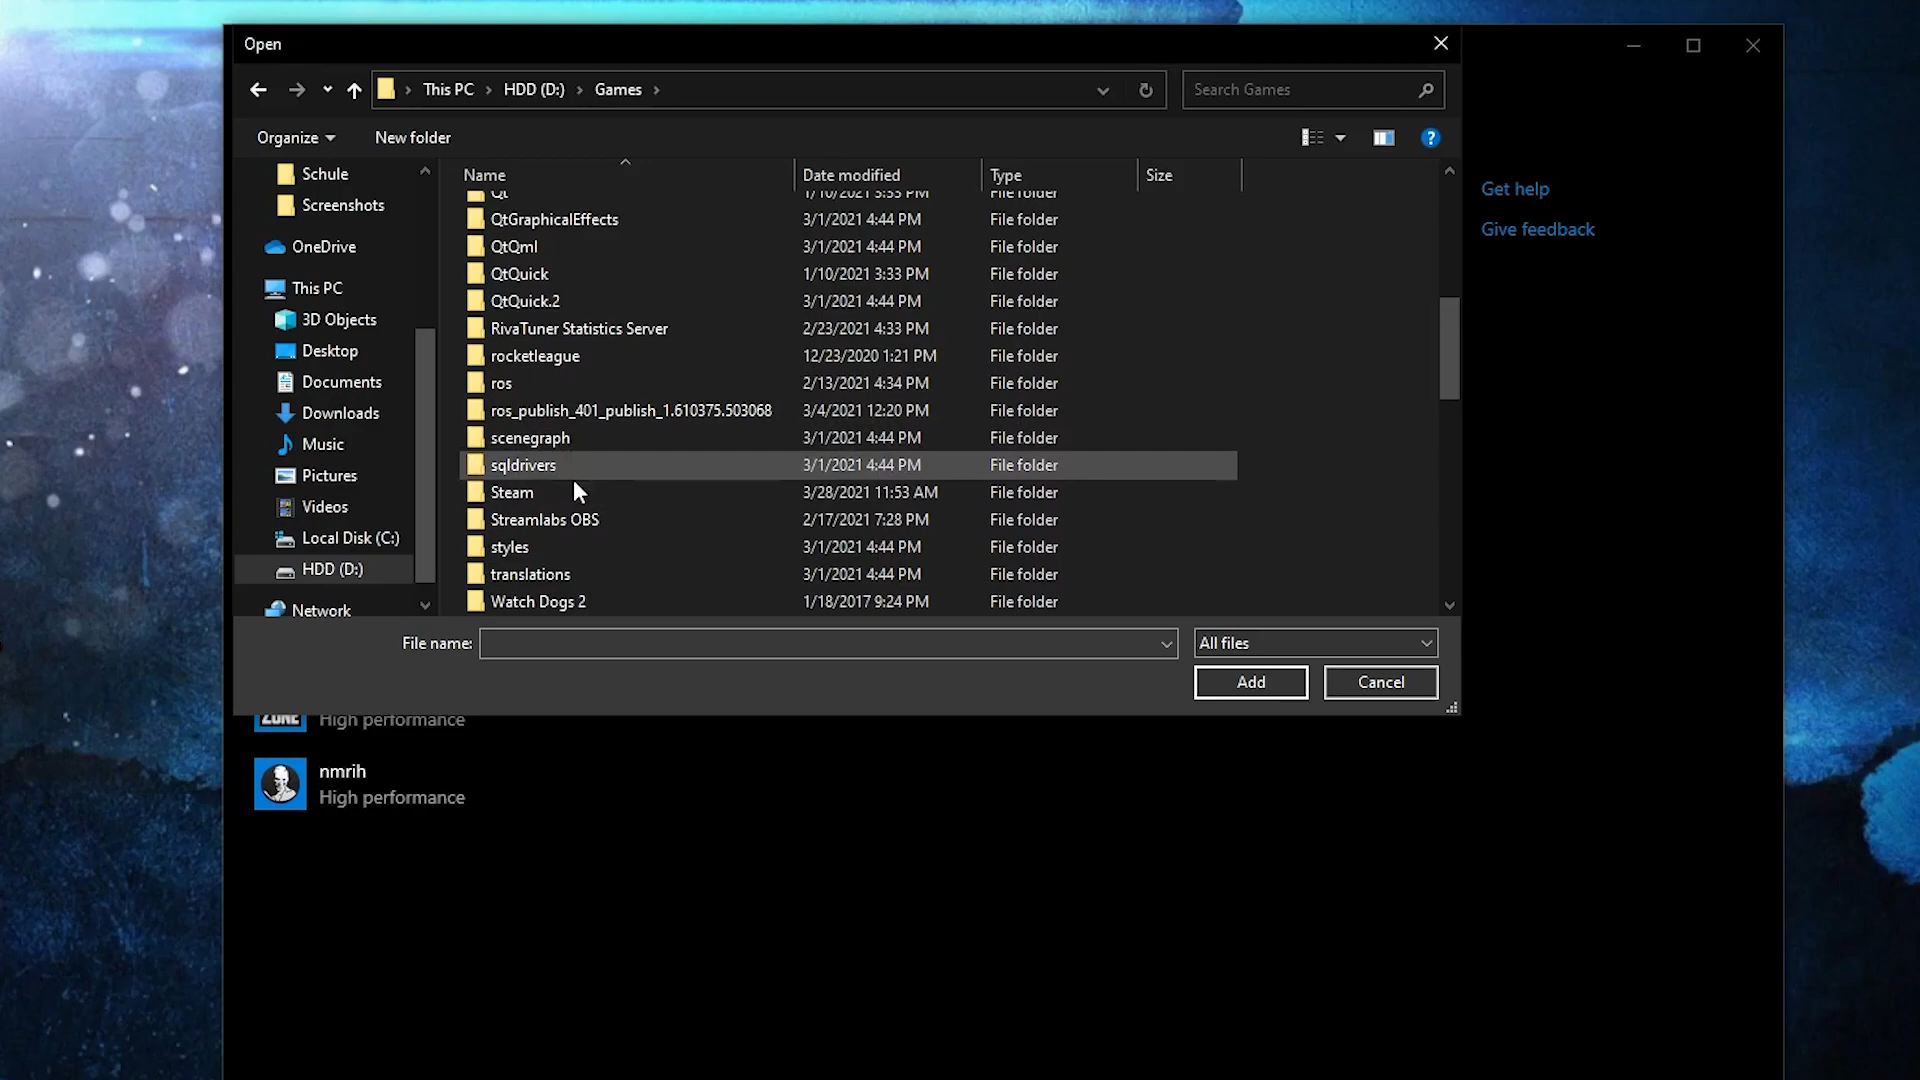 Open
This PC HDD (D:) Games Search Games
Organize New folder
Name Date modified Type Size
Schule
Screenshots
OneDrive
This PC
3D Objects
Desktop
Documents
Downloads
Music
Pictures
Videos
Local Disk (C:)
HDD (D:)
Network
Qt 1/10/2021 3:33 PM File folder
QtGraphicalEffects 3/1/2021 4:44 PM File folder
QtQml 3/1/2021 4:44 PM File folder
QtQuick 1/10/2021 3:33 PM File folder
QtQuick.2 3/1/2021 4:44 PM File folder
RivaTuner Statistics Server 2/23/2021 4:33 PM File folder
rocketleague 12/23/2020 1:21 PM File folder
ros 2/13/2021 4:34 PM File folder
ros_publish_401_publish_1.610375.503068 3/4/2021 12:20 PM File folder
scenegraph 3/1/2021 4:44 PM File folder
sqldrivers 3/1/2021 4:44 PM File folder
Steam 3/28/2021 11:53 AM File folder
Streamlabs OBS 2/17/2021 7:28 PM File folder
styles 3/1/2021 4:44 PM File folder
translations 3/1/2021 4:44 PM File folder
Watch Dogs 2 1/18/2017 9:24 PM File folder
File name: All files
Add Cancel
Get help
Give feedback
ZONE High performance
nmrih
High performance